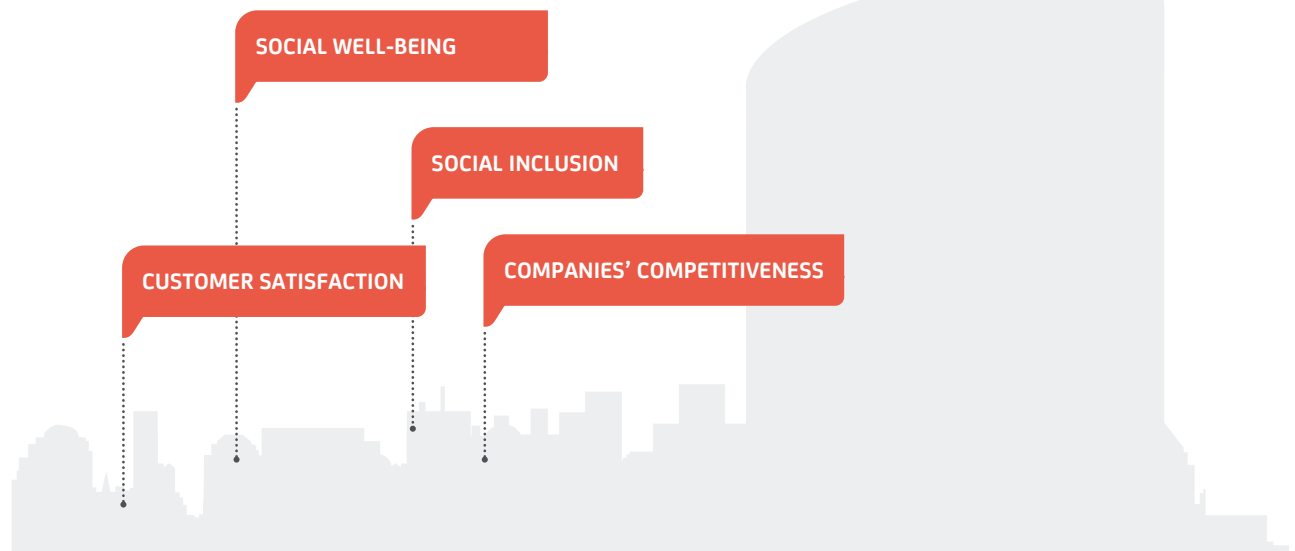 SOCIAL WELL-BEING
SOCIAL INCLUSION
CUSTOMER SATISFACTION
COMPANIES’ COMPETITIVENESS